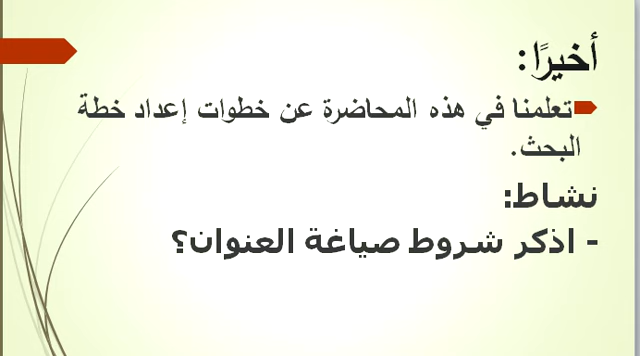 أخيرًا:
تعلمنا في هذه المحاضرة عن خطوات إعداد خطة
البحث.
نشاط:
- اذكر شروط صياغة العنوان؟